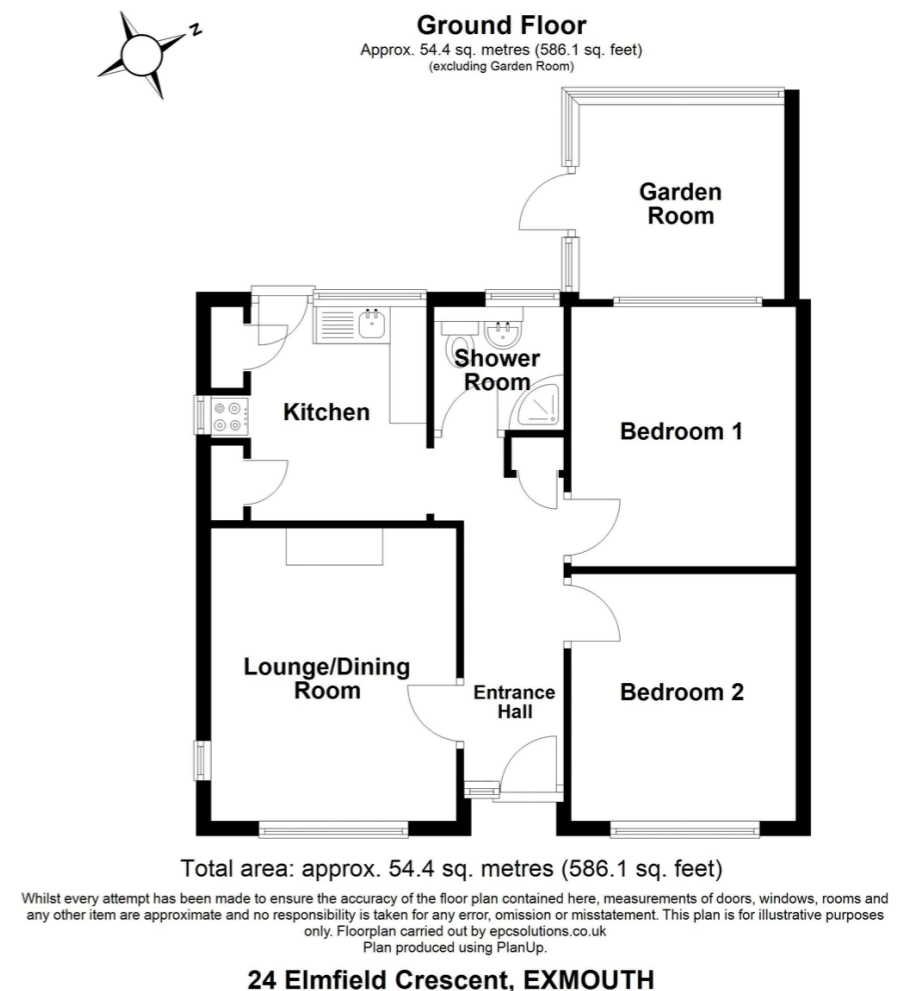 N
Ground Floor
Approx. 54.4 sq. metres (586.1 sq. feet)
(excluding Garden Room)
Garden
Room
Shower
Room
Kitchen
Bedroom 1
Lounge/Dining
Room
Entrance
Hall
Bedroom 2
Total area: approx. 54.4 sq. metres (586.1 sq. feet)
Whilst every attempt has been made to ensure the accuracy of the floor plan contained here, measurements of doors, windows, rooms and
any other item are approximate and no responsibility is taken for any error, omission or misstatement. This plan is for illustrative purposes
only. Floorplan carried out by epcsolutions.co.uk
Plan produced using PlanUp.
24 Elmfield Crescent, EXMOUTH